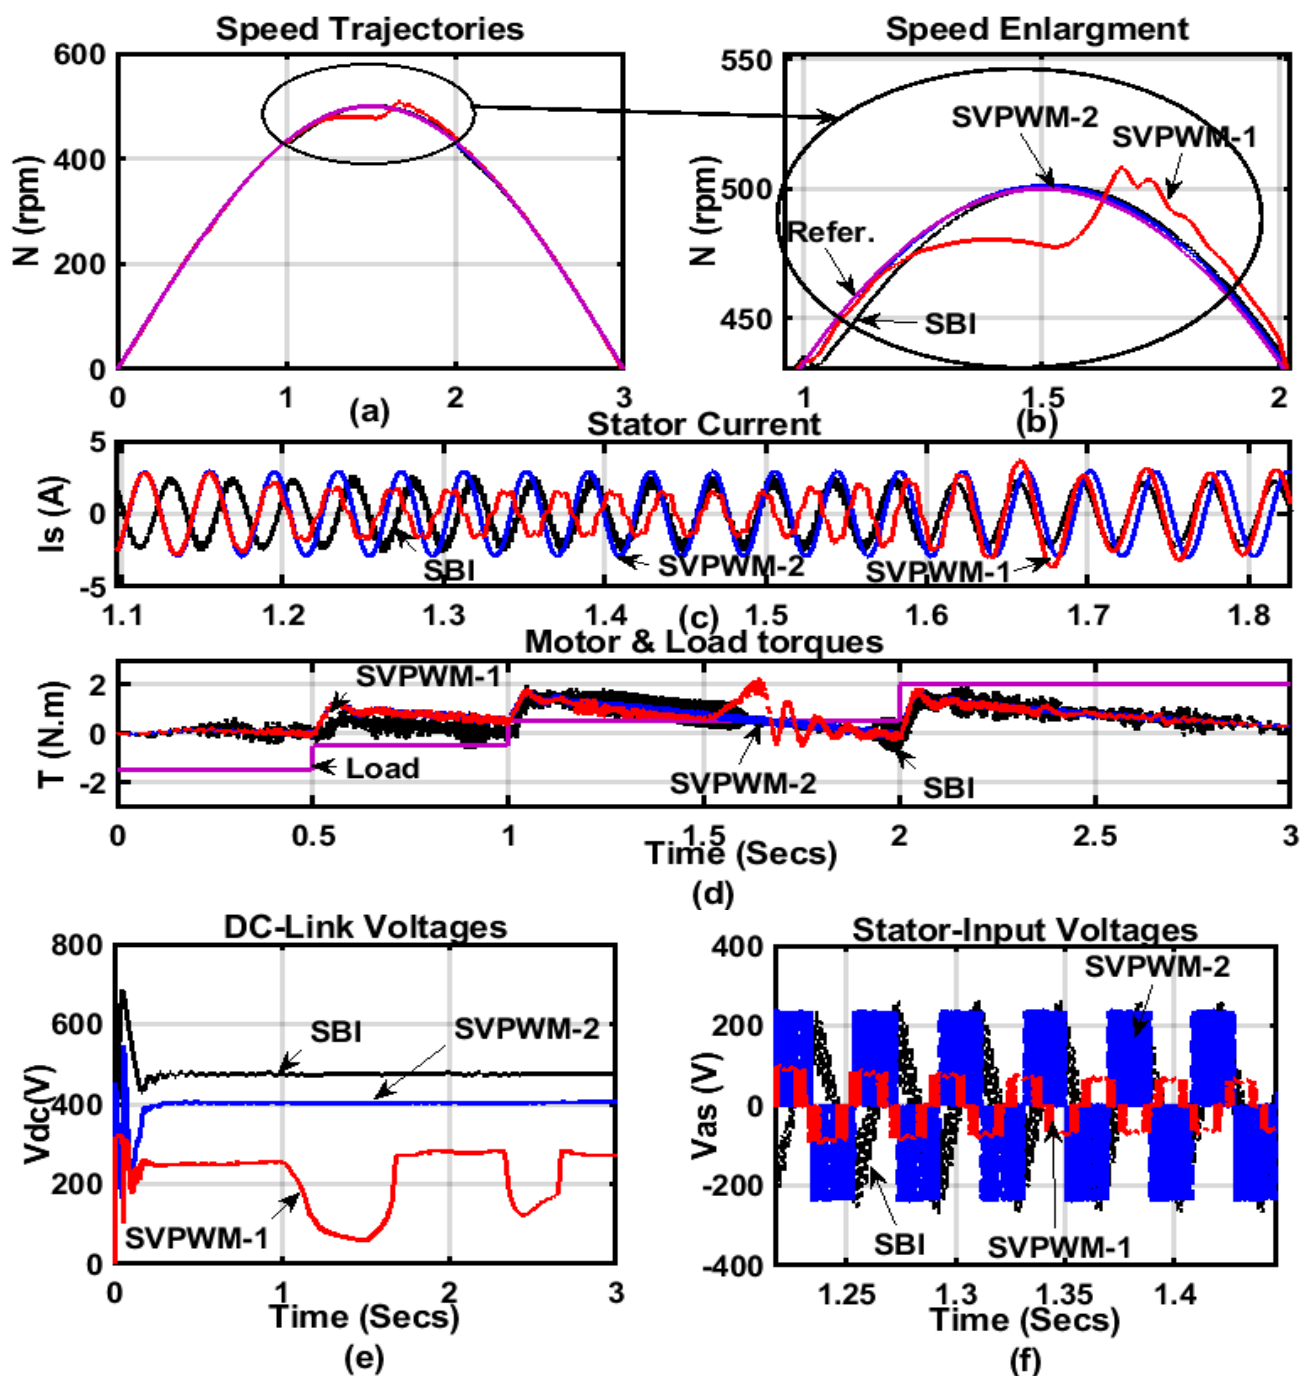 Speed Trajectories
Speed Enlargment
600
400
200
0
N (rpm)
0
1
2
3
(a)
550
500
450
N (rpm)
SVPWM-2
SVPWM-1
Refer.
SBI
1
1.5
2
(b)
Stator Current
5
0
-5
Is (A)
SBI
SVPWM-2
SVPWM-1
1.1
1.2
1.3
1.4
1.5
1.6
1.7
1.8
(c)
Motor & Load torques
2
0
-2
T (N.m)
SVPWM-1
Load
SVPWM-2
SBI
0
0.5
1
1.5
2
2.5
3
Time (Secs)
(d)
DC-Link Voltages
800
600
400
200
0
Vdc(V)
SBI
SVPWM-2
SVPWM-1
0
1
2
3
Time (Secs)
(e)
Stator-Input Voltages
400
200
0
-200
-400
Vas (V)
SVPWM-2
SBI
SVPWM-1
1.25
1.3
1.35
1.4
Time (Secs)
(f)